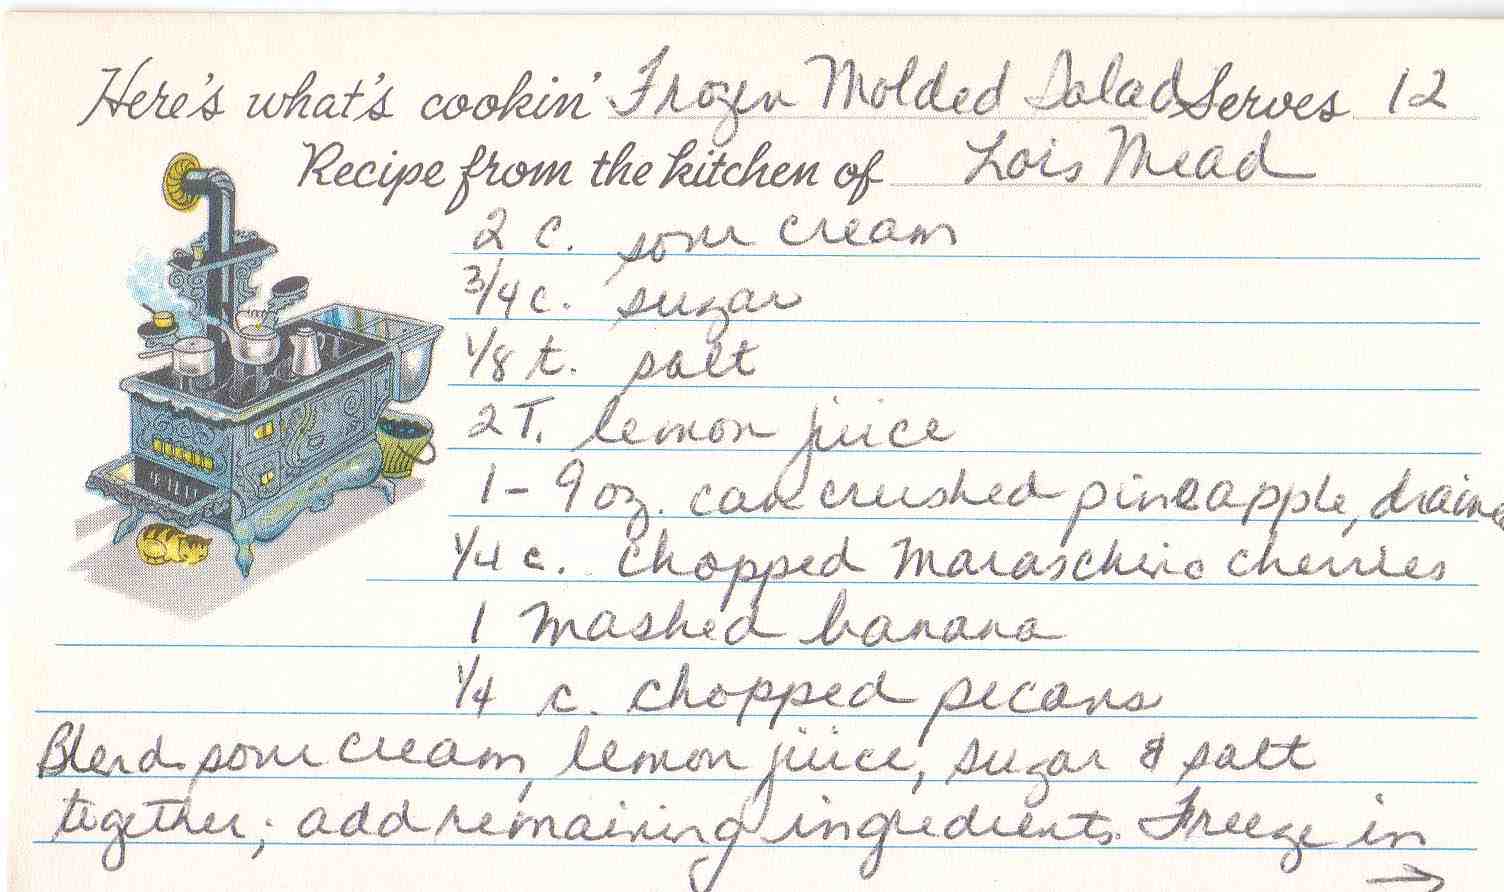 Here's what's cookin' Frozen Molded Salad Serves 12
Recipe from the kitchen of Lois Mead
2 c. sour cream
3/4 c. sugar
1/8 t. salt
2 T. lemon juice
1 - 9 oz. can crushed pineapple, draine
1/4 c. chopped Maraschino cherries
1 mashed banana
1/4 c. chopped pecans
Blend sour cream, lemon juice, sugar & salt
together; add remaining ingredients. Freeze in
→